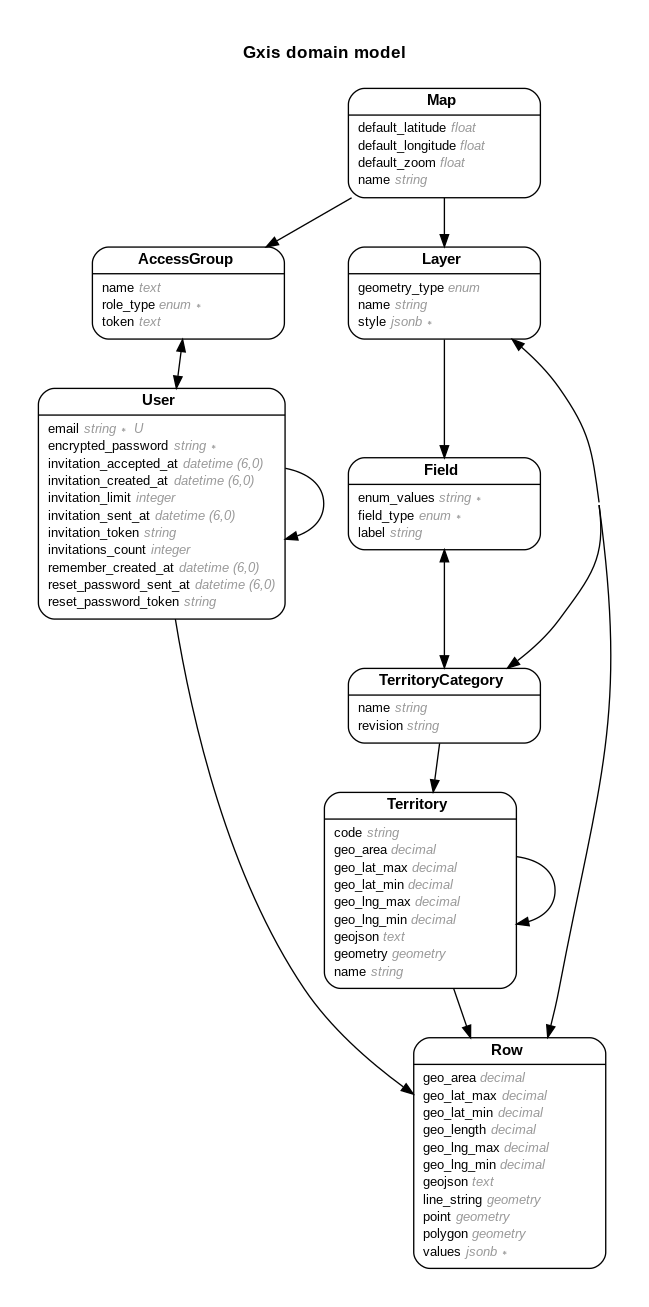 Gxis domain model
Map
default_latitude float
default_longitude float
default_zoom float
name string
AccessGroup
name text
role_type enum ∗
token text
Layer
geometry_type enum
name string
style jsonb ∗
User
email string ∗ U
encrypted_password string ∗
invitation_accepted_at datetime (6,0)
invitation_created_at datetime (6,0)
invitation_limit integer
invitation_sent_at datetime (6,0)
invitation_token string
invitations_count integer
remember_created_at datetime (6,0)
reset_password_sent_at datetime (6,0)
reset_password_token string
Field
enum_values string ∗
field_type enum ∗
label string
TerritoryCategory
name string
revision string
Territory
code string
geo_area decimal
geo_lat_max decimal
geo_lat_min decimal
geo_lng_max decimal
geo_lng_min decimal
geojson text
geometry geometry
name string
Row
geo_area decimal
geo_lat_max decimal
geo_lat_min decimal
geo_length decimal
geo_lng_max decimal
geo_lng_min decimal
geojson text
line_string geometry
point geometry
polygon geometry
values jsonb ∗